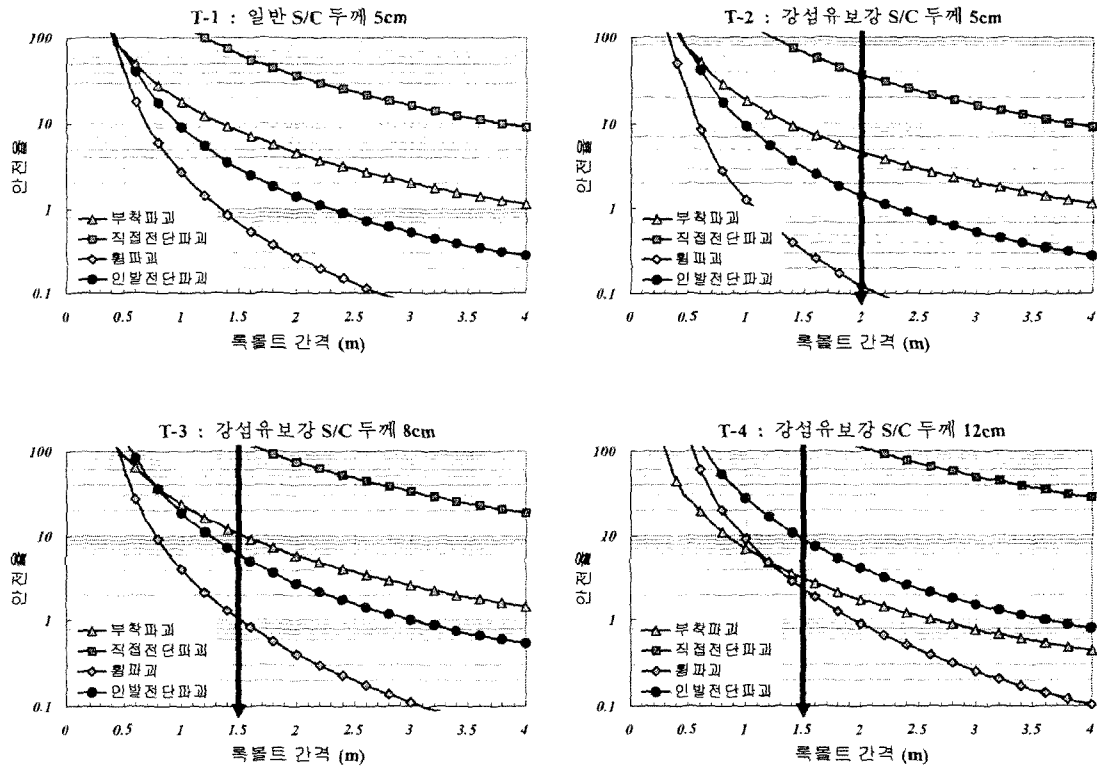 T-1 : 일반 S/C 두께 5cm
100
10
1
0.1
안전율
부착파괴
직접전단파괴
휨파괴
인발전단파괴
0 0.5 1 1.5 2 2.5 3 3.5 4
록볼트 간격 (m)
T-2 : 강섬유보강 S/C 두께 5cm
100
10
1
0.1
안전율
부착파괴
직접전단파괴
휨파괴
인발전단파괴
0 0.5 1 1.5 2 2.5 3 3.5 4
록볼트 간격 (m)
T-3 : 강섬유보강 S/C 두께 8cm
100
10
1
0.1
안전율
부착파괴
직접전단파괴
휨파괴
인발전단파괴
0 0.5 1 1.5 2 2.5 3 3.5 4
록볼트 간격 (m)
T-4 : 강섬유보강 S/C 두께 12cm
100
10
1
0.1
안전율
부착파괴
직접전단파괴
휨파괴
인발전단파괴
0 0.5 1 1.5 2 2.5 3 3.5 4
록볼트 간격 (m)